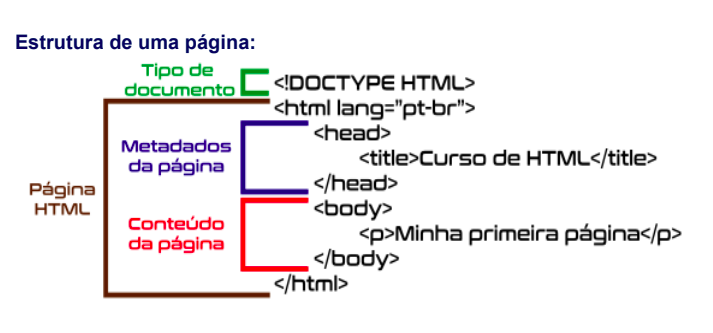 Estrutura de uma página:
Tipo de
documento
<!DOCTYPE HTML>
<html lang="pt-br">
<head>
Metadados
da página
<title>Curso de HTML</title>
</head>
Página
HTML
<body>
Conteúdo
da página
<p>Minha primeira página</p>
</body>
</html>